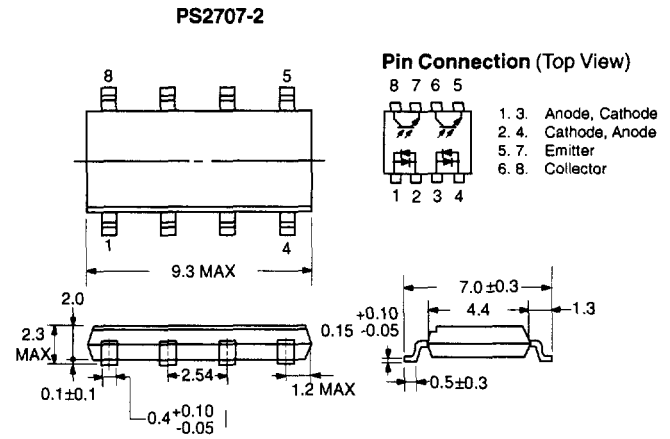 PS2707-2
8 5
1 4
9.3 MAX
Pin Connection (Top View)
8 7 6 5
1 2 3 4
1. 3. Anode, Cathode
2. 4. Cathode, Anode
5. 7. Emitter
6. 8. Collector
2.0
2.3
MAX
0.1±0.1
2.54
1.2 MAX
0.4 +0.10
-0.05
7.0±0.3
4.4
1.3
0.15 +0.10
-0.05
0.5±0.3